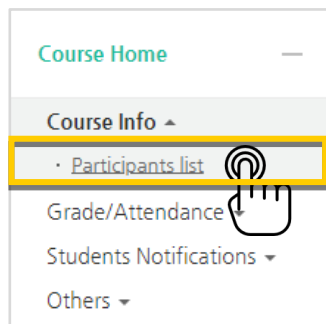 Course Home
Course Info
· Participants list
Grade/Attendance
Students Notifications
Others